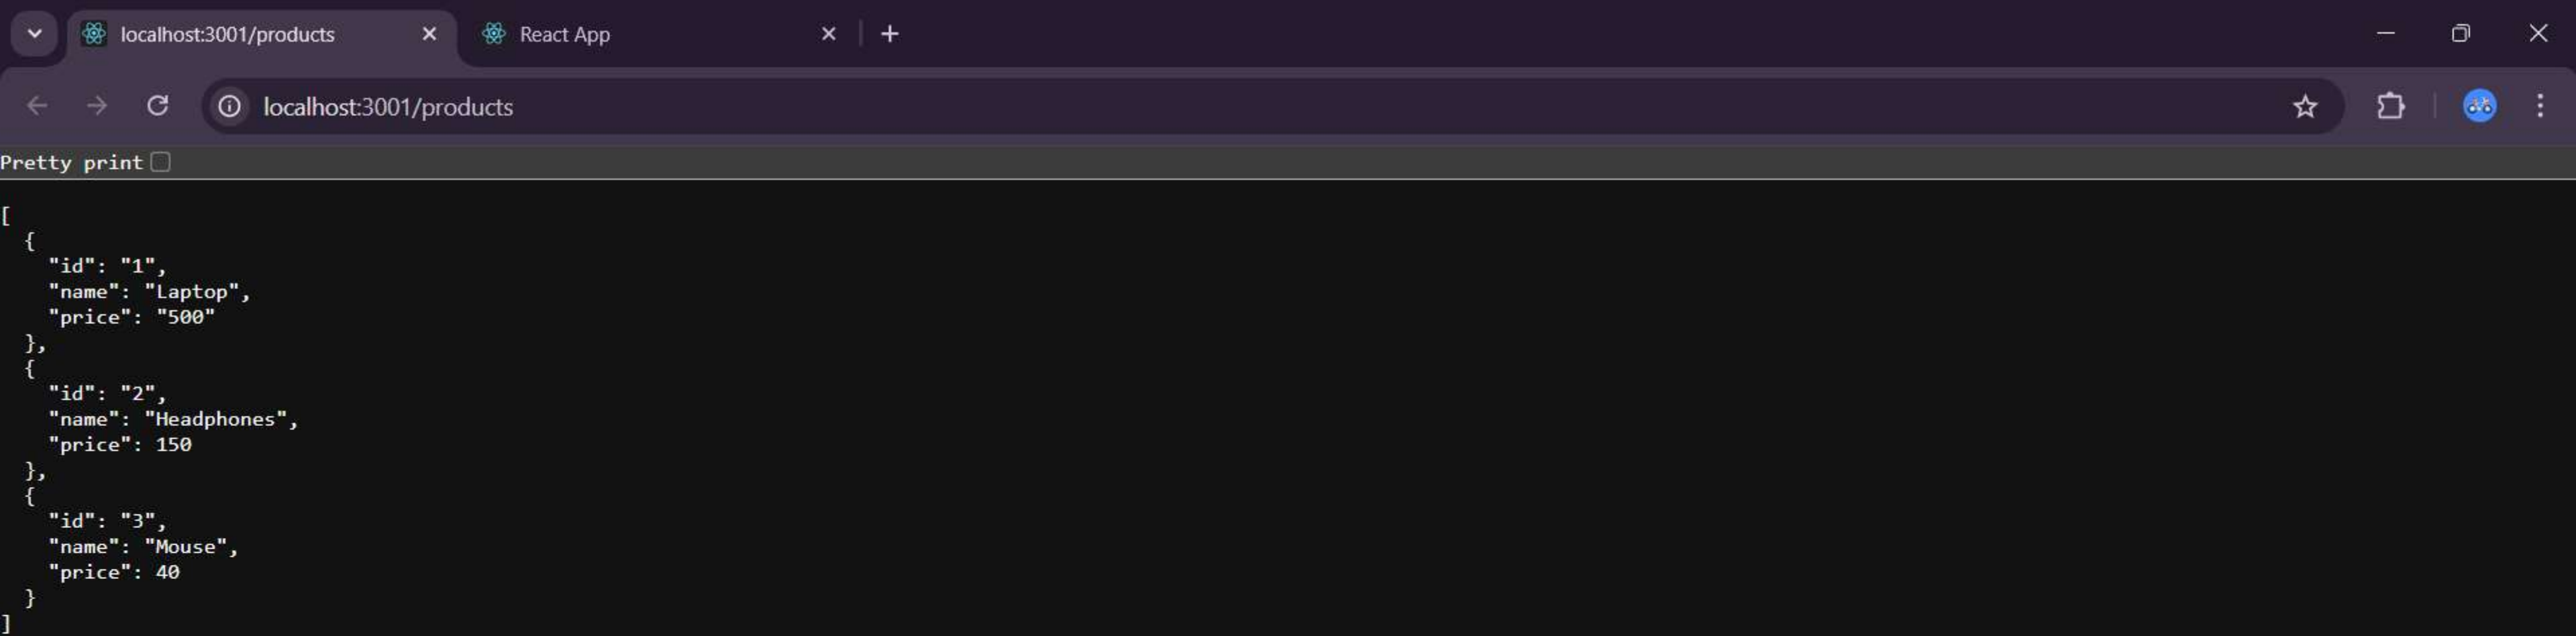 localhost:3001/products
React App
localhost:3001/products
Pretty print
[
  {
    "id": "1",
    "name": "Laptop",
    "price": "500"
  },
  {
    "id": "2",
    "name": "Headphones",
    "price": 150
  },
  {
    "id": "3",
    "name": "Mouse",
    "price": 40
  }
]